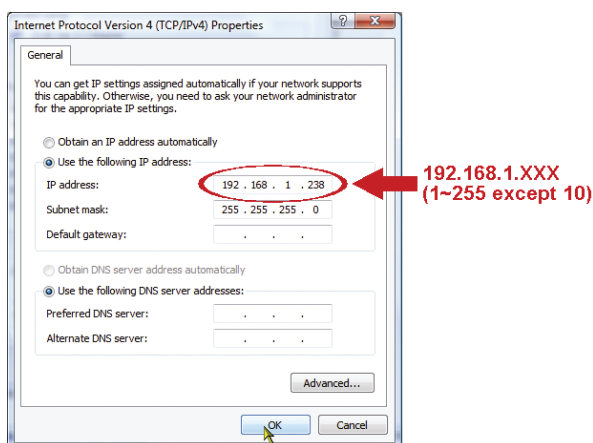 Internet Protocol Version 4 (TCP/IPv4) Properties
General
You can get IP settings assigned automatically if your network supports
this capability. Otherwise, you need to ask your network administrator
for the appropriate IP settings.
Obtain an IP address automatically
Use the following IP address:
IP address: 192 . 168 . 1 . 238
192.168.1.XXX
(1~255 except 10)
Subnet mask: 255 . 255 . 255 . 0
Default gateway: . . .
Obtain DNS server address automatically
Use the following DNS server addresses:
Preferred DNS server: . . .
Alternate DNS server: . . .
Advanced...
OK Cancel